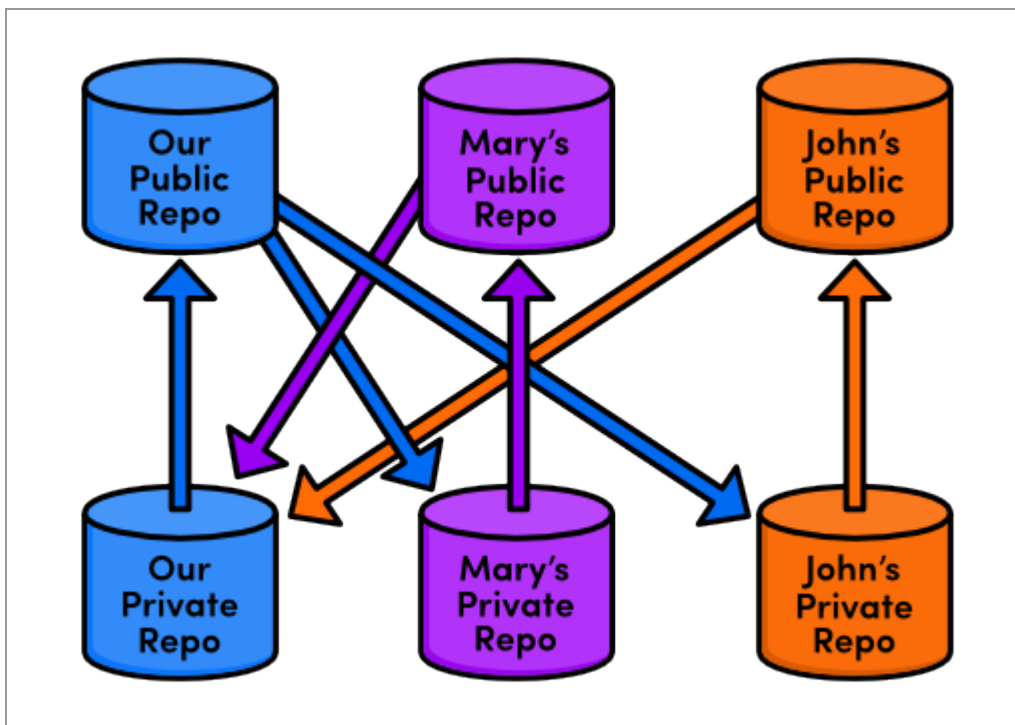 Our
Public
Repo
Mary's
Public
Repo
John's
Public
Repo
Our
Private
Repo
Mary's
Private
Repo
John's
Private
Repo